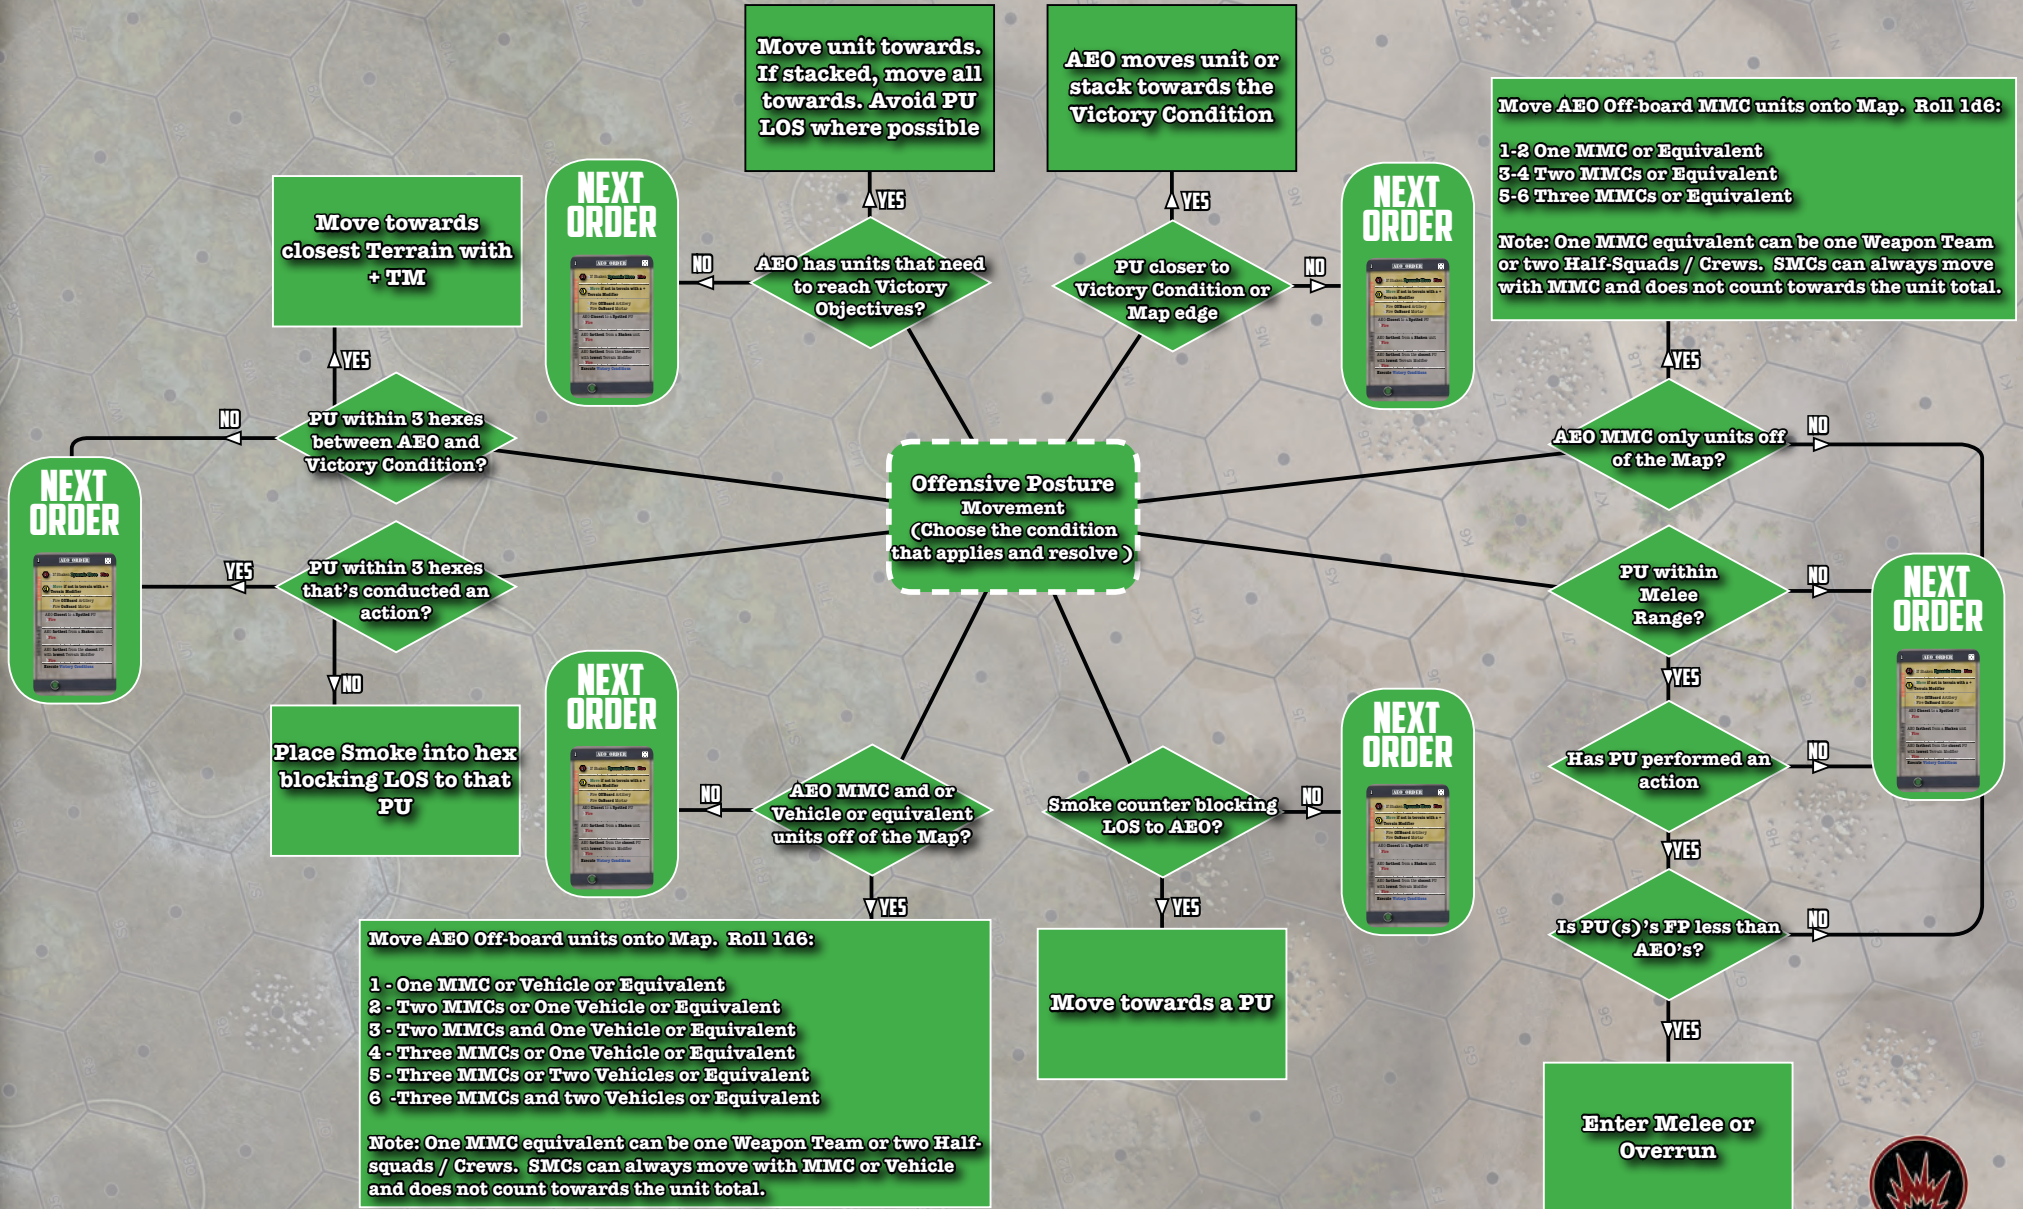 Move unit towards.
If stacked, move all
towards. Avoid PU
LOS where possible
AEO moves unit or
stack towards the
Victory Condition
Move AEO Off-board MMC units onto Map. Roll 1d6:
1-2 One MMC or Equivalent
3-4 Two MMCs or Equivalent
5-6 Three MMCs or Equivalent
Note: One MMC equivalent can be one Weapon Team
or two Half-Squads / Crews. SMCs can always move
with MMC and does not count towards the unit total.
Move towards
closest Terrain with
+ TM
NEXT
ORDER
YES
NO
AEO has units that need
to reach Victory
Objectives?
YES
PU closer to
Victory Condition or
Map edge
NO
NEXT
ORDER
YES
NO
PU within 3 hexes
between AEO and
Victory Condition?
YES
AEO MMC only units off
of the Map?
NO
NEXT
ORDER
Offensive Posture
Movement
(Choose the condition
that applies and resolve )
YES
PU within 3 hexes
that's conducted an
action?
NO
PU within
Melee
Range?
NO
NEXT
ORDER
YES
Place Smoke into hex
blocking LOS to that
PU
NEXT
ORDER
NO
AEO MMC and or
Vehicle or equivalent
units off of the Map?
YES
Smoke counter blocking
LOS to AEO?
NO
NEXT
ORDER
YES
Has PU performed an
action
NO
YES
Is PU(s)'s FP less than
AEO's?
NO
YES
Move AEO Off-board units onto Map. Roll 1d6:
1 - One MMC or Vehicle or Equivalent
2 - Two MMCs or One Vehicle or Equivalent
3 - Two MMCs and One Vehicle or Equivalent
4 - Three MMCs or One Vehicle or Equivalent
5 - Three MMCs or Two Vehicles or Equivalent
6 -Three MMCs and two Vehicles or Equivalent
Note: One MMC equivalent can be one Weapon Team or two Half-
squads / Crews. SMCs can always move with MMC or Vehicle
and does not count towards the unit total.
Move towards a PU
Enter Melee or
Overrun